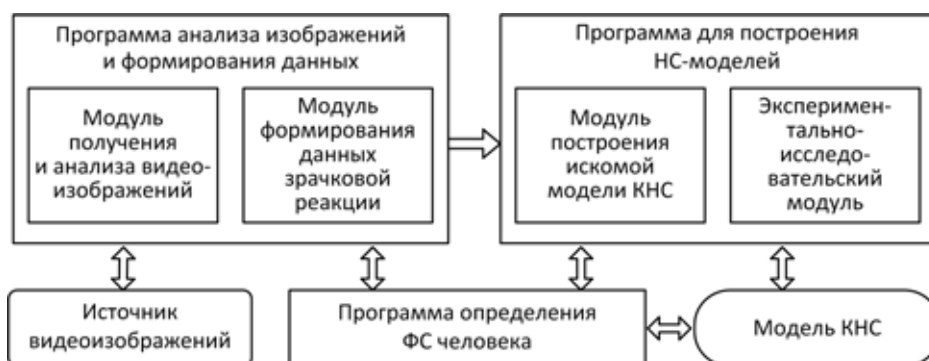 Программа анализа изображений
и формирования данных
Модуль
получения
и анализа видео-
изображений
Модуль
формирования
данных
зрачковой
реакции
Программа для построения
НС-моделей
Модуль
построения
искомой
модели КНС
Эксперимен-
тально-
исследо-
вательский
модуль
Источник
видеоизображений
Программа определения
ФС человека
Модель КНС